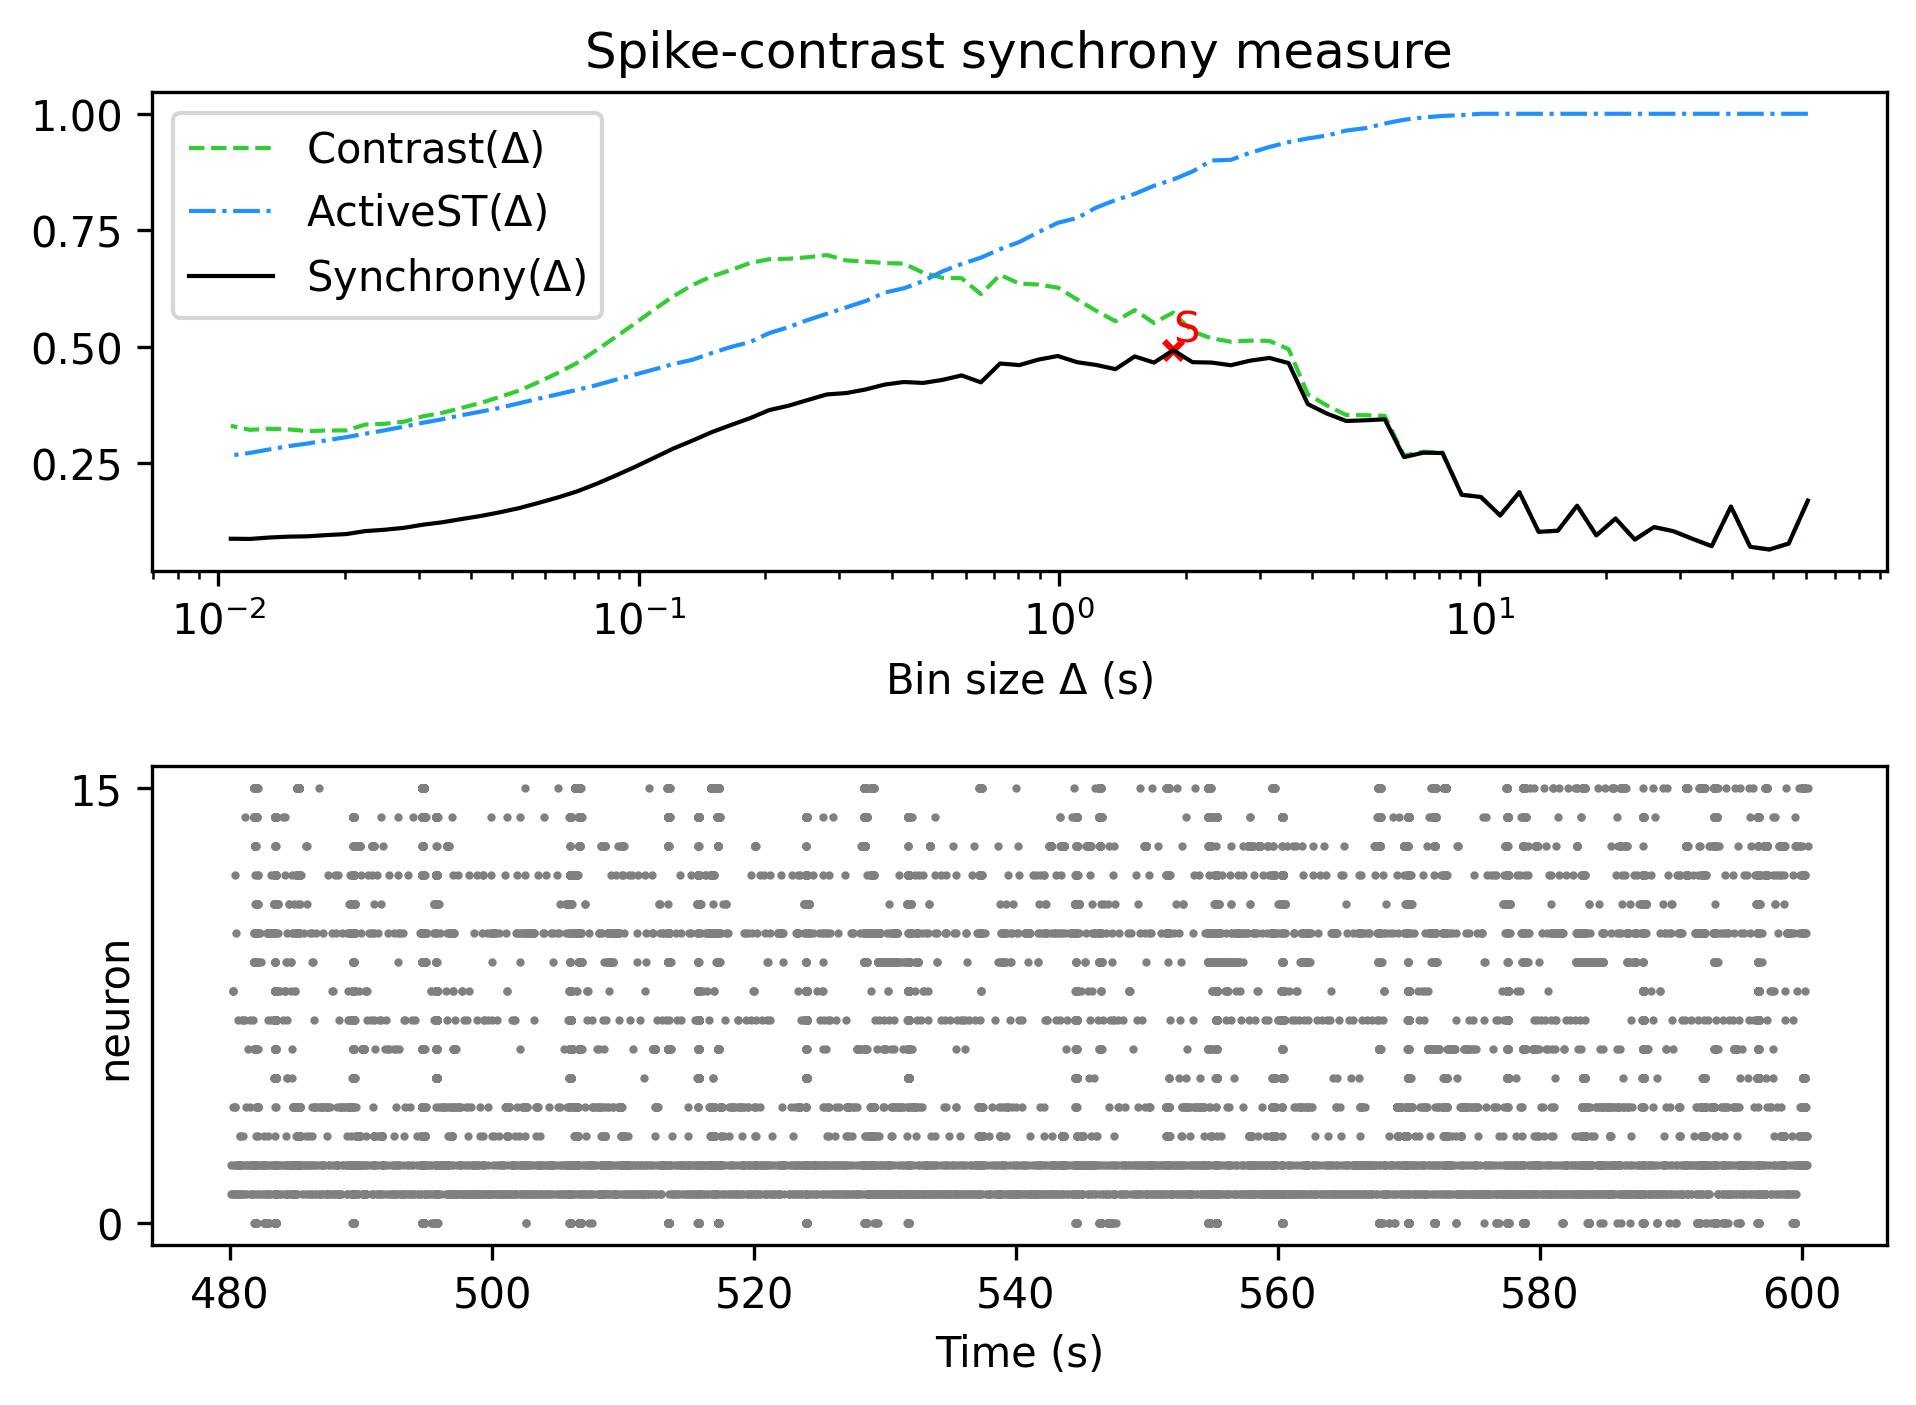 Spike-contrast synchrony measure
1.00
0.75
0.50
0.25
Contrast(Δ)
ActiveST(Δ)
Synchrony(Δ)
S
10⁻² 10⁻¹ 10⁰ 10¹
Bin size Δ (s)
15
0
neuron
480 500 520 540 560 580 600
Time (s)